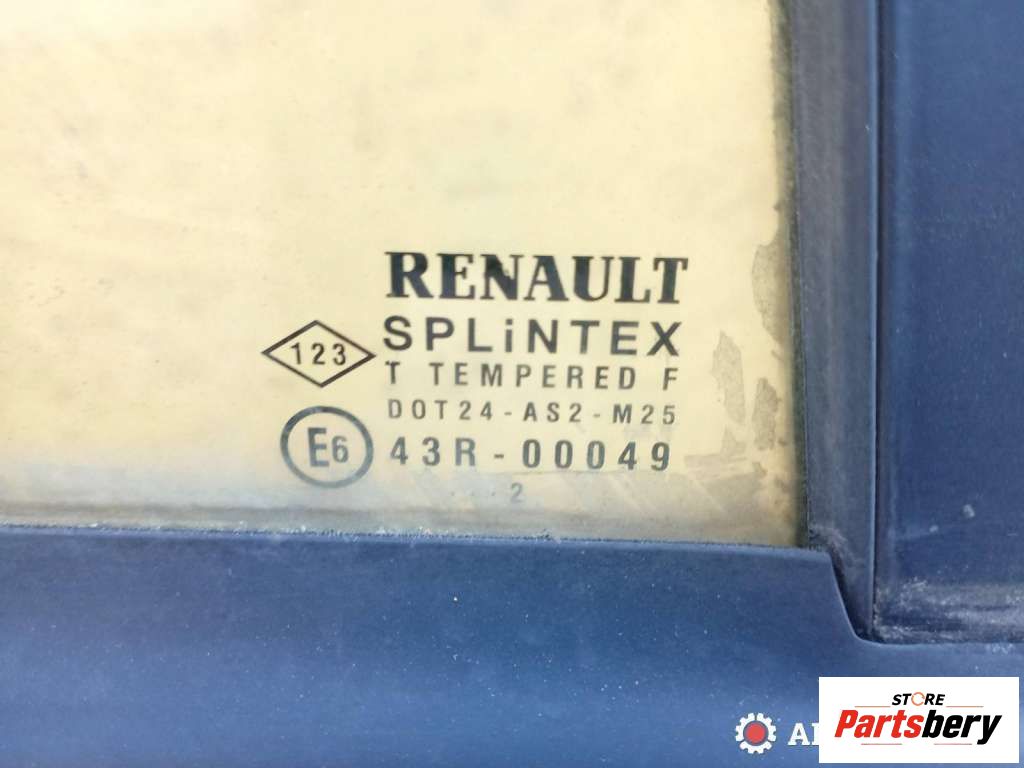 RENAULT
SPLiNTEX
123
T TEMPERED F
DOT24-AS2-M25
E6
43R-00049
2
STORE
Partsbery